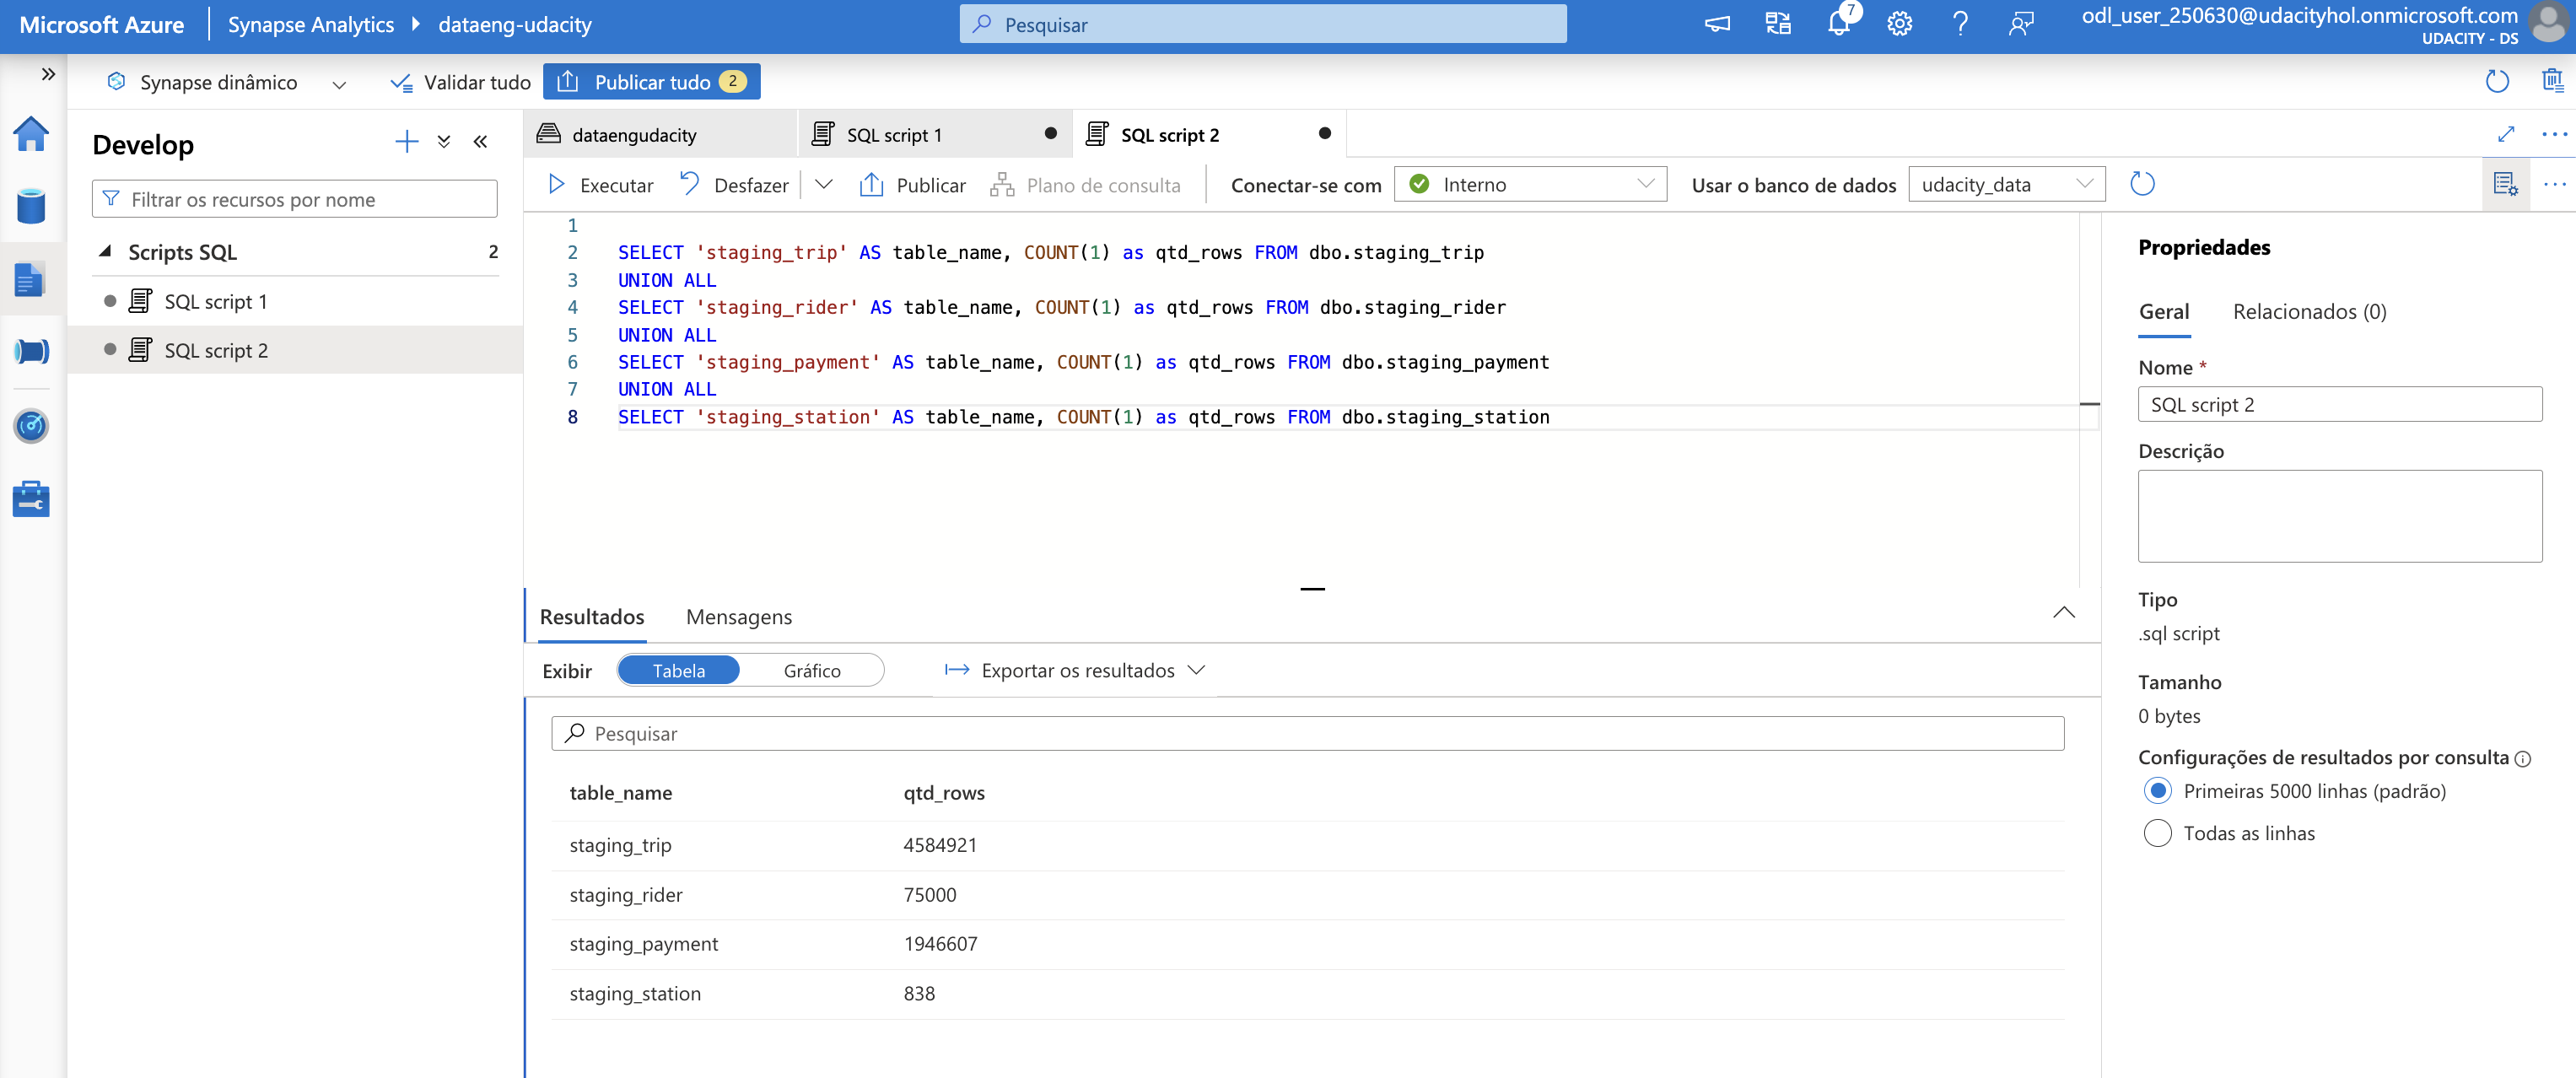 Microsoft Azure
Synapse Analytics
dataeng-udacity
Pesquisar
7
odl_user_250630@udacityhol.onmicrosoft.com
UDACITY - DS
Synapse dinâmico
Validar tudo
Publicar tudo 2
Develop
Filtrar os recursos por nome
Scripts SQL 2
SQL script 1
SQL script 2
dataengudacity
SQL script 1
SQL script 2
Executar
Desfazer
Publicar
Plano de consulta
Conectar-se com
Interno
Usar o banco de dados
udacity_data
1
2 SELECT 'staging_trip' AS table_name, COUNT(1) as qtd_rows FROM dbo.staging_trip
3 UNION ALL
4 SELECT 'staging_rider' AS table_name, COUNT(1) as qtd_rows FROM dbo.staging_rider
5 UNION ALL
6 SELECT 'staging_payment' AS table_name, COUNT(1) as qtd_rows FROM dbo.staging_payment
7 UNION ALL
8 SELECT 'staging_station' AS table_name, COUNT(1) as qtd_rows FROM dbo.staging_station
Resultados
Mensagens
Exibir
Tabela
Gráfico
Exportar os resultados
Pesquisar
table_name qtd_rows
staging_trip 4584921
staging_rider 75000
staging_payment 1946607
staging_station 838
Propriedades
Geral
Relacionados (0)
Nome *
SQL script 2
Descrição
Tipo
.sql script
Tamanho
0 bytes
Configurações de resultados por consulta
Primeiras 5000 linhas (padrão)
Todas as linhas